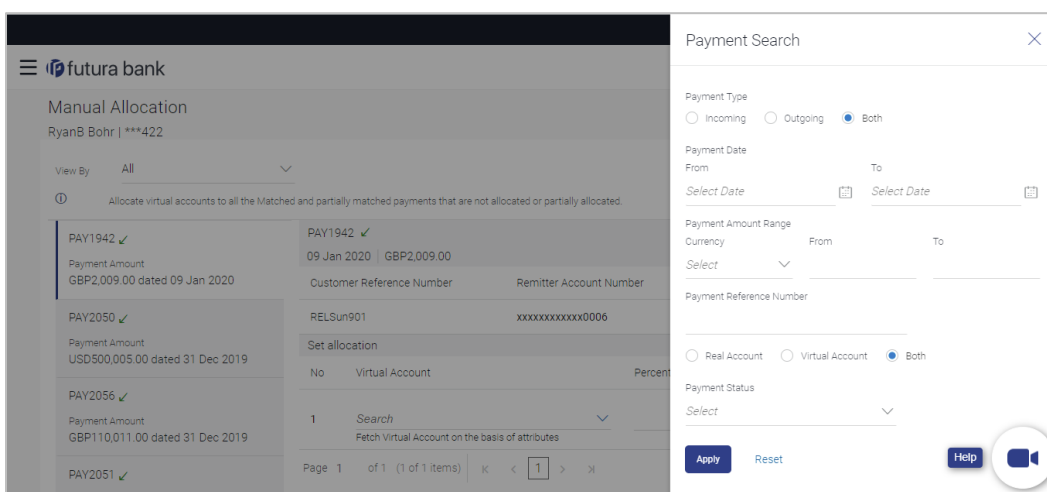 futura bank
Manual Allocation
RyanB Bohr | ***422
View By All
Allocate virtual accounts to all the Matched and partially matched payments that are not allocated or partially allocated.
PAY1942
Payment Amount
GBP2,009.00 dated 09 Jan 2020
PAY2050
Payment Amount
USD500,005.00 dated 31 Dec 2019
PAY2056
Payment Amount
GBP110,011.00 dated 31 Dec 2019
PAY2051
PAY1942
09 Jan 2020 | GBP2,009.00
Customer Reference Number Remitter Account Number
RELSun901 xxxxxxxxxxxx0006
Set allocation
No Virtual Account Percent
1 Search
Fetch Virtual Account on the basis of attributes
Page 1 of 1 (1 of 1 items) K < 1 > X
Payment Search
Payment Type
Incoming Outgoing Both
Payment Date
From To
Select Date Select Date
Payment Amount Range
Currency From To
Select
Payment Reference Number
Real Account Virtual Account Both
Payment Status
Select
Apply Reset Help